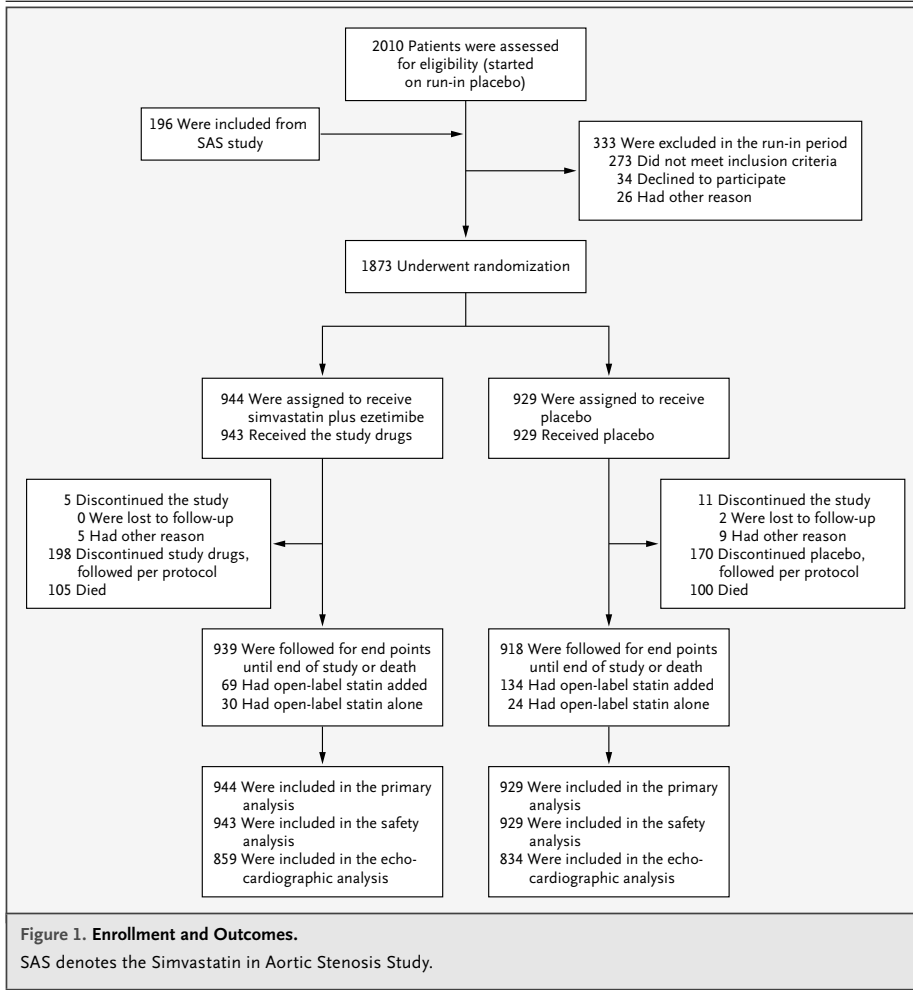 2010 Patients were assessed
for eligibility (started
on run-in placebo)
196 Were included from
SAS study
333 Were excluded in the run-in period
273 Did not meet inclusion criteria
34 Declined to participate
26 Had other reason
1873 Underwent randomization
944 Were assigned to receive
simvastatin plus ezetimibe
943 Received the study drugs
929 Were assigned to receive
placebo
929 Received placebo
5 Discontinued the study
0 Were lost to follow-up
5 Had other reason
198 Discontinued study drugs,
followed per protocol
105 Died
11 Discontinued the study
2 Were lost to follow-up
9 Had other reason
170 Discontinued placebo,
followed per protocol
100 Died
939 Were followed for end points
until end of study or death
69 Had open-label statin added
30 Had open-label statin alone
918 Were followed for end points
until end of study or death
134 Had open-label statin added
24 Had open-label statin alone
944 Were included in the primary
analysis
943 Were included in the safety
analysis
859 Were included in the echo-
cardiographic analysis
929 Were included in the primary
analysis
929 Were included in the safety
analysis
834 Were included in the echo-
cardiographic analysis
Figure 1. Enrollment and Outcomes.
SAS denotes the Simvastatin in Aortic Stenosis Study.